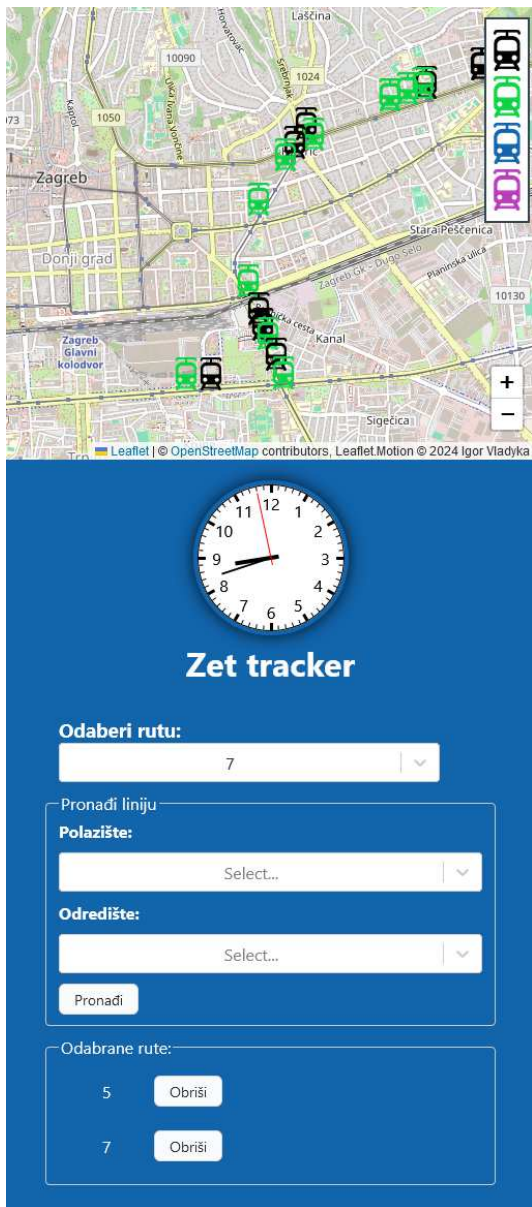 Laščina
Horvatovac
10090
Srebrnjak
1024
Ulica Ivana Vončine
1050
Kaptol
Zagreb
Stara Peščenica
Donji grad
Zagreb Gk - Dugo Selo
Planinska ulica
10130
Zagreb
Glavni
kolodvor
Kanal
Sigečica
+
−
Leaflet | © OpenStreetMap contributors, Leaflet.Motion © 2024 Igor Vladyka
12
11 1
10 2
9 3
8 4
7 5
6
Zet tracker
Odaberi rutu:
7
Pronađi liniju
Polazište:
Select...
Odredište:
Select...
Pronađi
Odabrane rute:
5 Obriši
7 Obriši